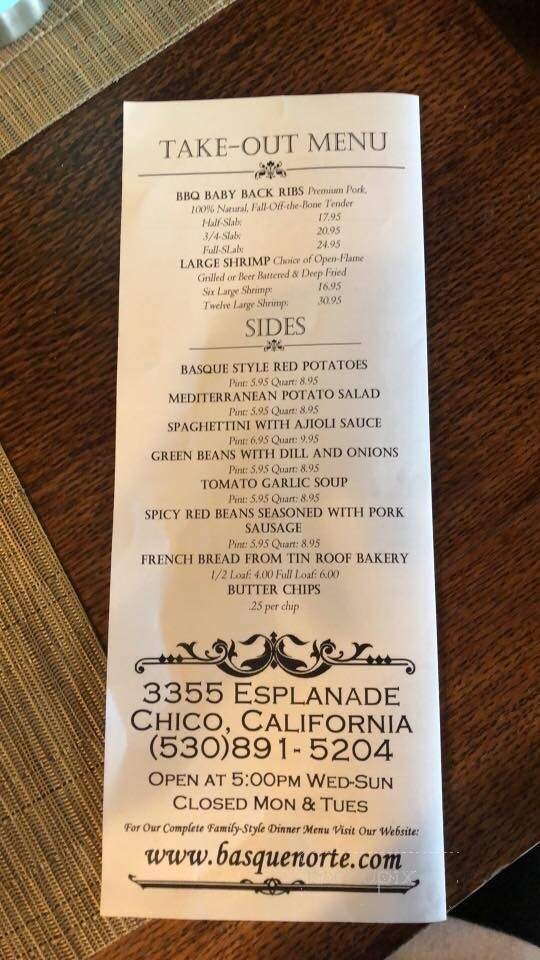 TAKE-OUT MENU
BBQ BABY BACK RIBS Premium Pork,
100% Natural, Fall-Off-the-Bone Tender
Half-Slab: 17.95
3/4-Slab: 20.95
Full-SLab: 24.95
LARGE SHRIMP Choice of Open-Flame
Grilled or Beer Battered & Deep Fried
Six Large Shrimp: 16.95
Twelve Large Shrimp: 30.95
SIDES
BASQUE STYLE RED POTATOES
Pint: 5.95 Quart: 8.95
MEDITERRANEAN POTATO SALAD
Pint: 5.95 Quart: 8.95
SPAGHETTINI WITH AJIOLI SAUCE
Pint: 6.95 Quart: 9.95
GREEN BEANS WITH DILL AND ONIONS
Pint: 5.95 Quart: 8.95
TOMATO GARLIC SOUP
Pint: 5.95 Quart: 8.95
SPICY RED BEANS SEASONED WITH PORK
SAUSAGE
Pint: 5.95 Quart: 8.95
FRENCH BREAD FROM TIN ROOF BAKERY
1/2 Loaf: 4.00 Full Loaf: 6.00
BUTTER CHIPS
.25 per chip
3355 ESPLANADE
CHICO, CALIFORNIA
(530)891-5204
OPEN AT 5:00PM WED-SUN
CLOSED MON & TUES
For Our Complete Family-Style Dinner Menu Visit Our Website:
www.basquenorte.com